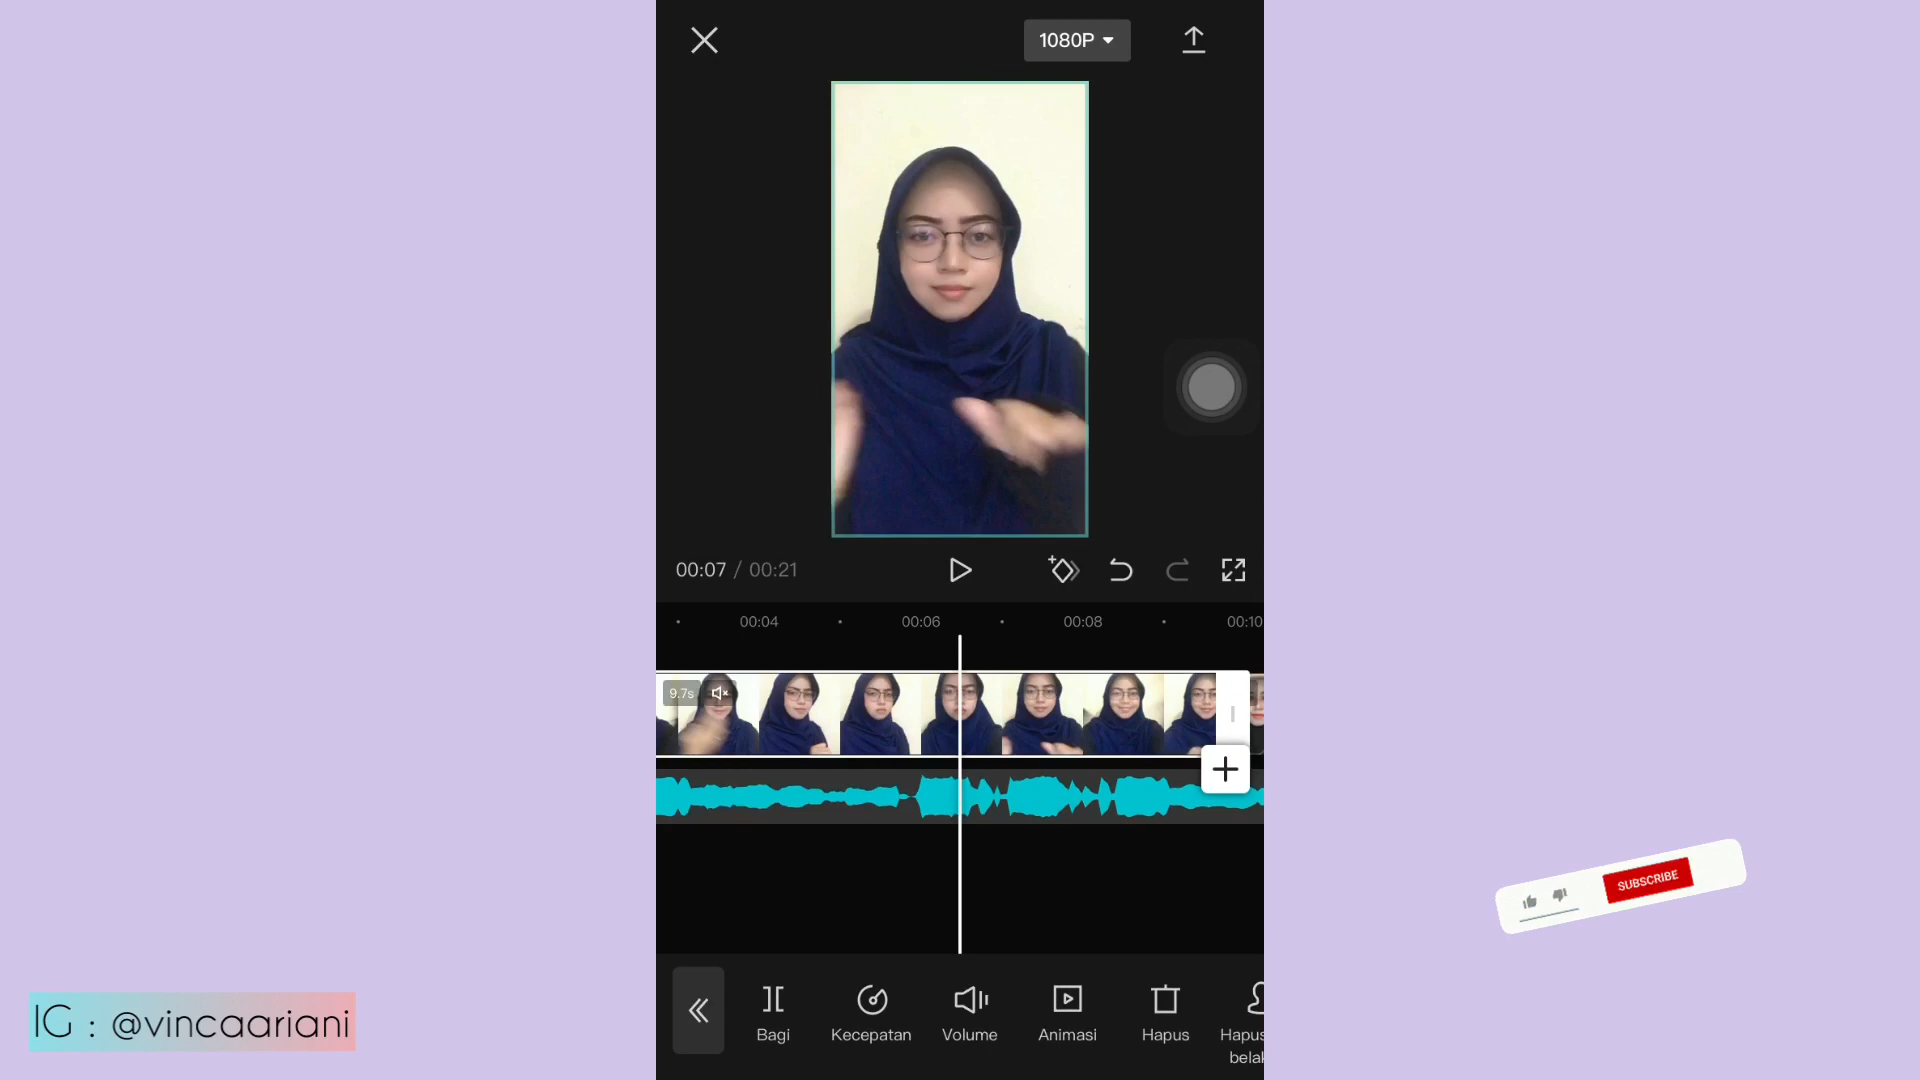 1080P
00:07 / 00:21
00:04 00:06 00:08 00:10
9.7s
SUBSCRIBE
Bagi Kecepatan Volume Animasi Hapus Hapus
belak
IG : @vincaariani